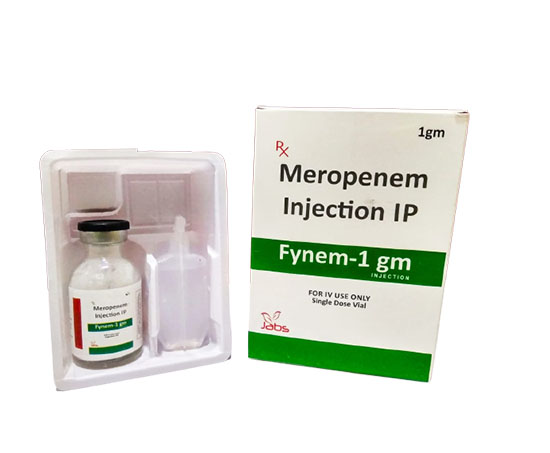 1gm
Rx
Meropenem
Injection IP
Fynem-1 gm
INJECTION
FOR IV USE ONLY
Single Dose Vial
Jabs
Meropenem
Injection IP
Fynem-1 gm
Jabs